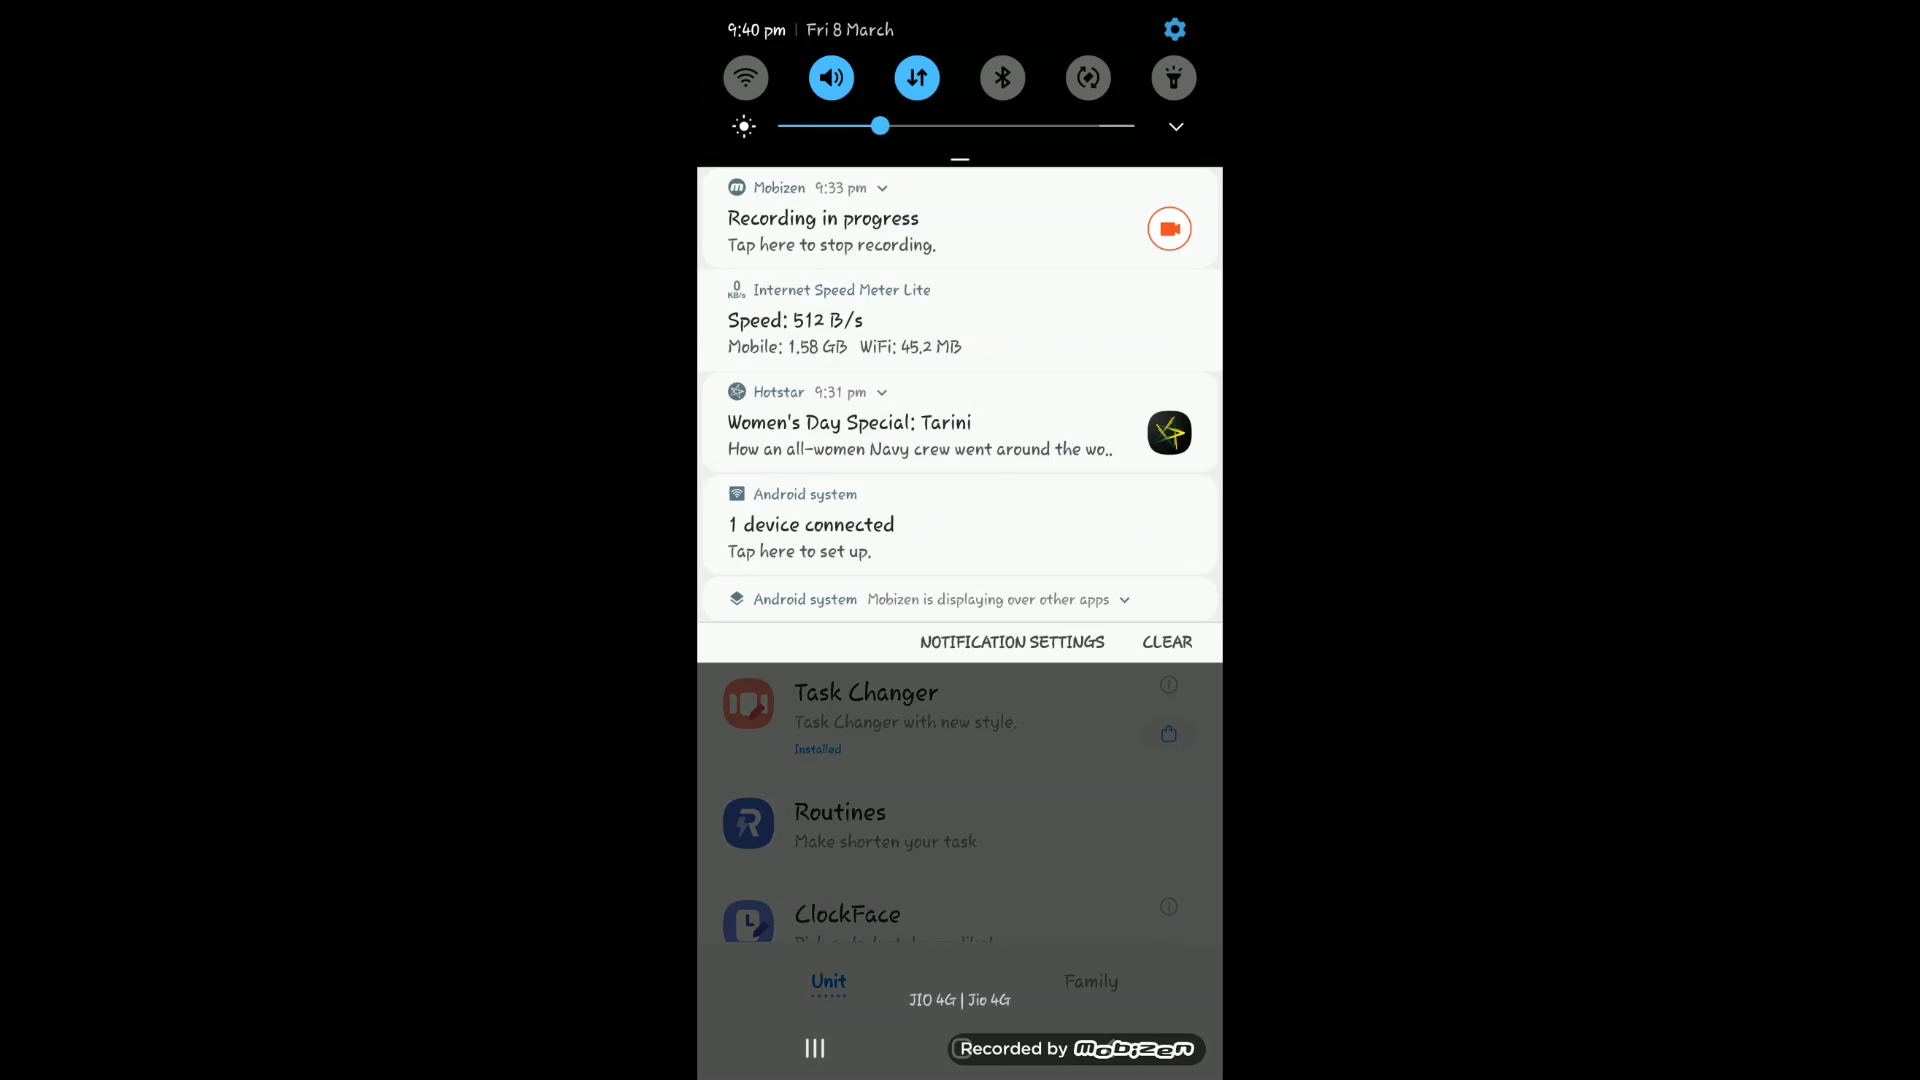 9:40 pm | Fri 8 March
Mobizen 9:33 pm
Recording in progress
Tap here to stop recording.
0 KB/s Internet Speed Meter Lite
Speed: 512 B/s
Mobile: 1.58 GB WiFi: 45.2 MB
Hotstar 9:31 pm
Women's Day Special: Tarini
How an all-women Navy crew went around the wo..
Android system
1 device connected
Tap here to set up.
Android system Mobizen is displaying over other apps
NOTIFICATION SETTINGS CLEAR
Task Changer
Task Changer with new style.
Installed
Routines
Make shorten your task
ClockFace
Unit Family
JIO 4G | Jio 4G
Recorded by mobizen